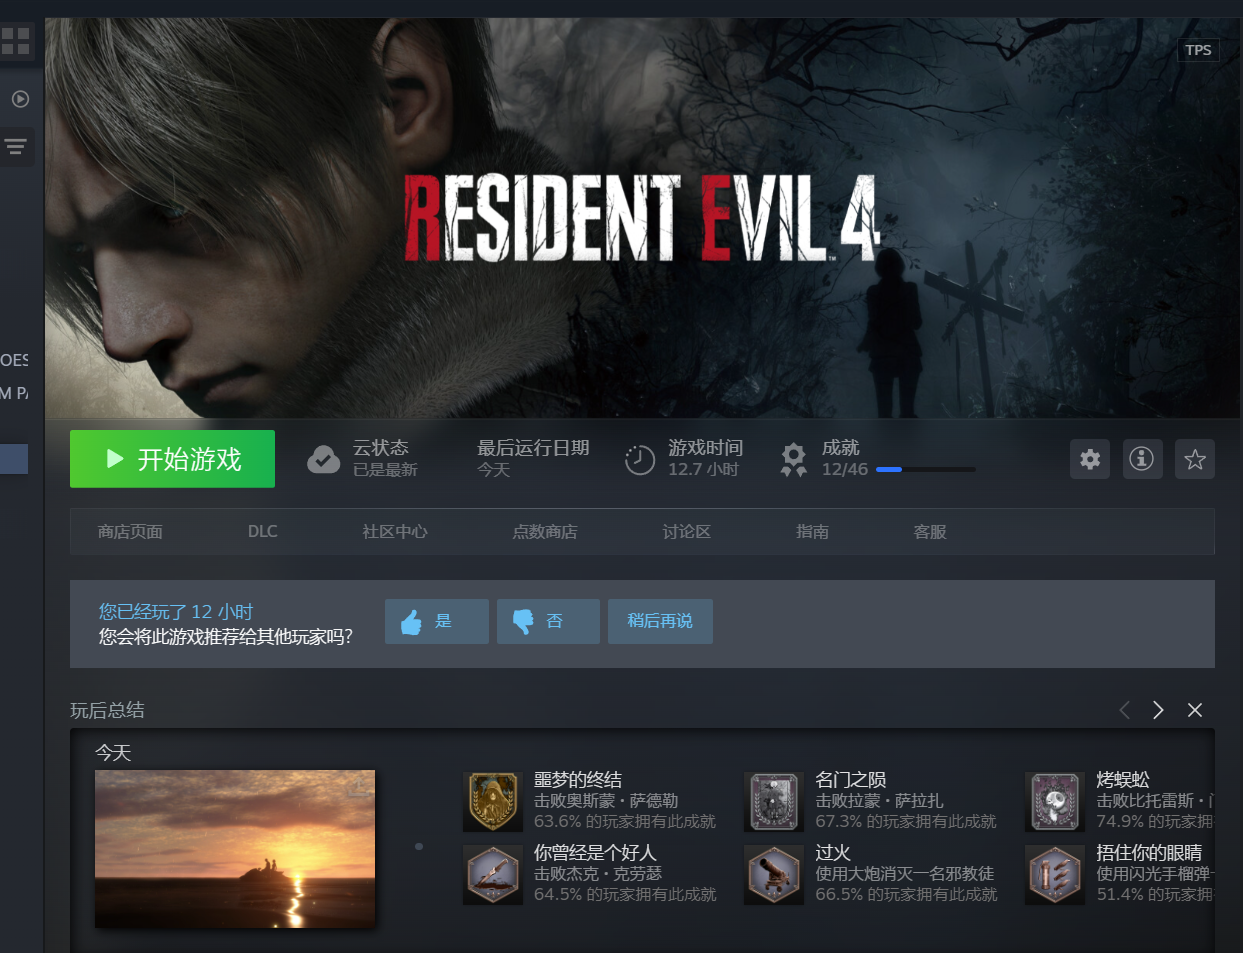 TPS
RESIDENT EVIL 4
OES
M PA
开始游戏
云状态
已是最新
最后运行日期
今天
游戏时间
12.7 小时
成就
12/46
商店页面 DLC 社区中心 点数商店 讨论区 指南 客服
您已经玩了 12 小时
您会将此游戏推荐给其他玩家吗?
是 否 稍后再说
玩后总结
今天
噩梦的终结
击败奥斯蒙·萨德勒
63.6% 的玩家拥有此成就
名门之陨
击败拉蒙·萨拉扎
67.3% 的玩家拥有此成就
烤蜈蚣
击败比托雷斯·
74.9% 的玩家拥
你曾经是个好人
击败杰克·克劳瑟
64.5% 的玩家拥有此成就
过火
使用大炮消灭一名邪教徒
66.5% 的玩家拥有此成就
捂住你的眼睛
使用闪光手榴弹一
51.4% 的玩家拥